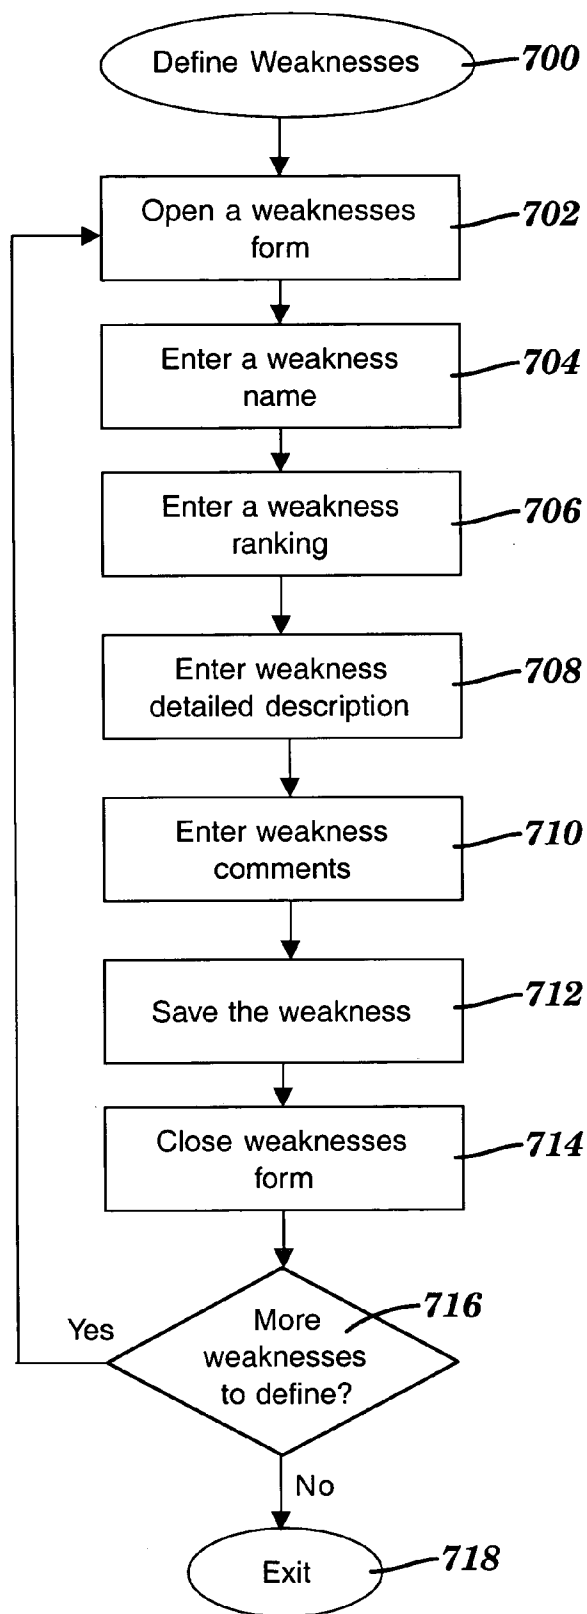 Define Weaknesses
700
Open a weaknesses
form
702
Enter a weakness
name
704
Enter a weakness
ranking
706
Enter weakness
detailed description
708
Enter weakness
comments
710
Save the weakness
712
Close weaknesses
form
714
More
weaknesses
to define?
716
Yes
No
Exit
718